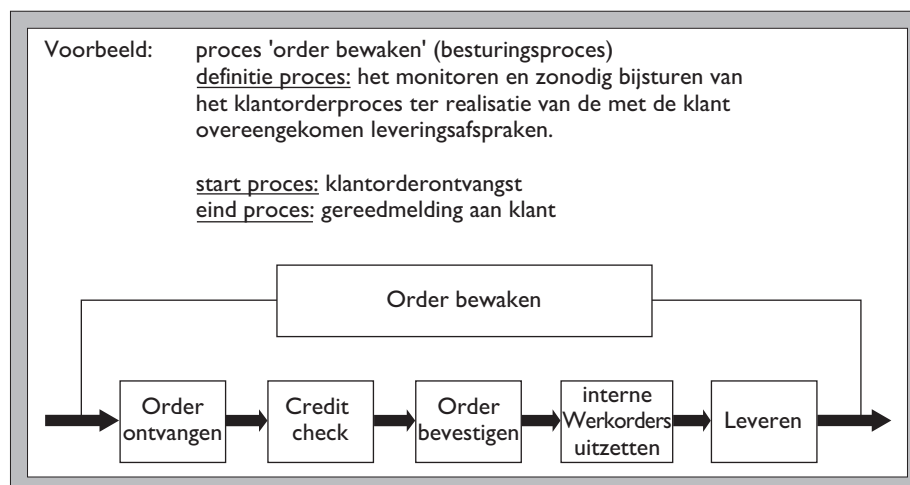 Voorbeeld: proces 'order bewaken' (besturingsproces)
definitie proces: het monitoren en zonodig bijsturen van
het klantorderproces ter realisatie van de met de klant
overeengekomen leveringsafspraken.
start proces: klantorderontvangst
eind proces: gereedmelding aan klant
Order bewaken
Order
ontvangen
Credit
check
Order
bevestigen
interne
Werkorders
uitzetten
Leveren